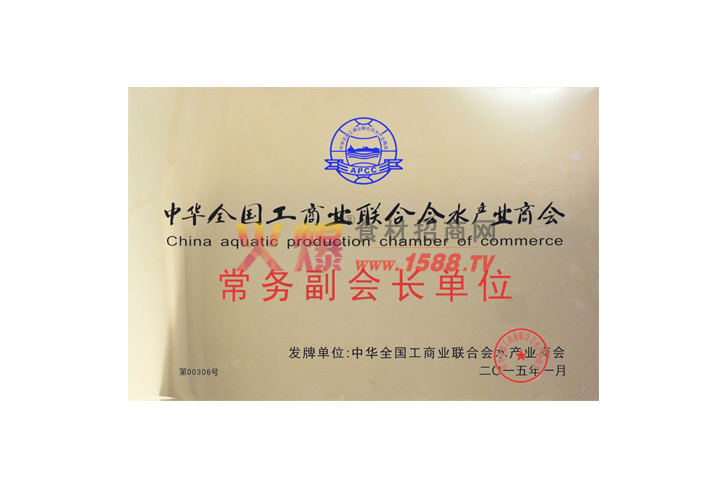 APCC
中华全国工商业联合会水产业商会
China aquatic production chamber of commerce
火爆食材招商网
www.1588.TV
常务副会长单位
发牌单位:中华全国工商业联合会水产业商会
第00306号
二〇一五年一月